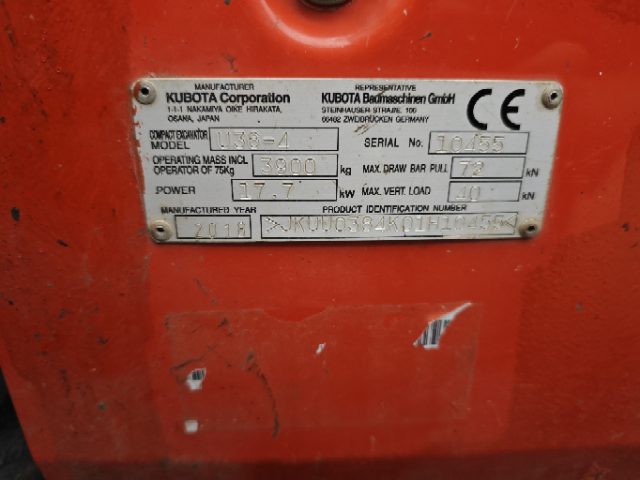 MANUFACTURER
KUBOTA Corporation
1-1-1 NAKAMIYA OIKE HIRAKATA,
OSAKA, JAPAN
REPRESENTATIVE
KUBOTA Baumaschinen GmbH
STEINHAUSER STRAßE, 100
66482 ZWEIBRÜCKEN GERMANY
CE
COMPACT EXCAVATOR
MODEL U38-4 SERIAL No. 10455
OPERATING MASS INCL
OPERATOR OF 75Kg 3900 kg MAX. DRAW BAR PULL kN
POWER 17.7 kW MAX. VERT. LOAD 40 kN
MANUFACTURED YEAR PRODUCT IDENTIFICATION NUMBER
2018 >JKUU0384K01H10455<